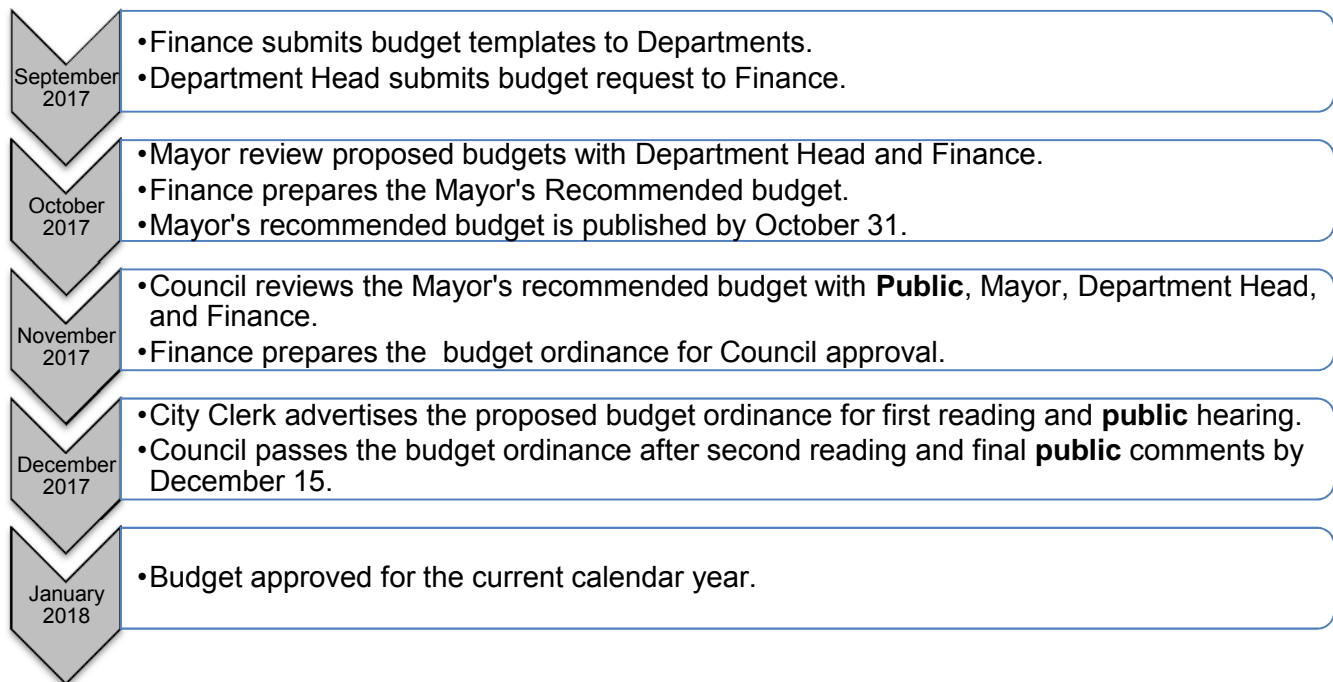 September
2017
•Finance submits budget templates to Departments.
•Department Head submits budget request to Finance.
October
2017
•Mayor review proposed budgets with Department Head and Finance.
•Finance prepares the Mayor's Recommended budget.
•Mayor's recommended budget is published by October 31.
November
2017
•Council reviews the Mayor's recommended budget with Public, Mayor, Department Head,
and Finance.
•Finance prepares the  budget ordinance for Council approval.
December
2017
•City Clerk advertises the proposed budget ordinance for first reading and public hearing.
•Council passes the budget ordinance after second reading and final public comments by
December 15.
January
2018
•Budget approved for the current calendar year.